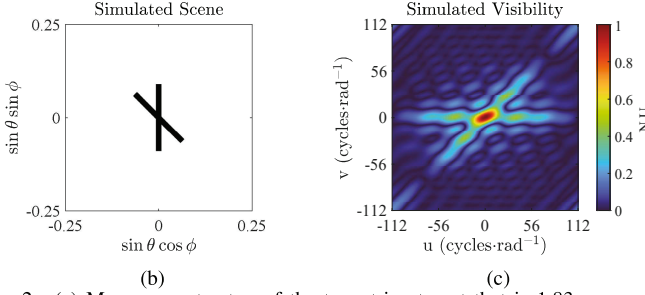 Simulated Scene
0.25
0
-0.25
sin θ sin ϕ
-0.25 0 0.25
sin θ cos ϕ
(b)
Simulated Visibility
112
56
0
-56
-112
v (cycles·rad⁻¹)
-112 -56 0 56 112
u (cycles·rad⁻¹)
1
0.8
0.6
0.4
0.2
0
(c)